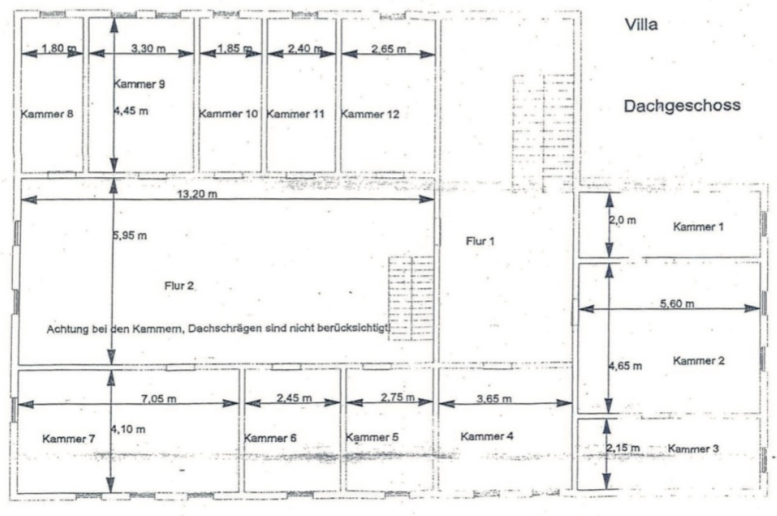 Villa
Dachgeschoss
1,80 m
3,30 m
1,85 m
2,40 m
2,65 m
Kammer 9
Kammer 8
4,45 m
Kammer 10
Kammer 11
Kammer 12
13,20 m
5,95 m
Flur 2
Achtung bei den Kammern, Dachschrägen sind nicht berücksichtigt!
Flur 1
2,0 m
Kammer 1
5,60 m
4,65 m
Kammer 2
7,05 m
2,45 m
2,75 m
3,65 m
4,10 m
Kammer 7
Kammer 6
Kammer 5
Kammer 4
2,15 m
Kammer 3